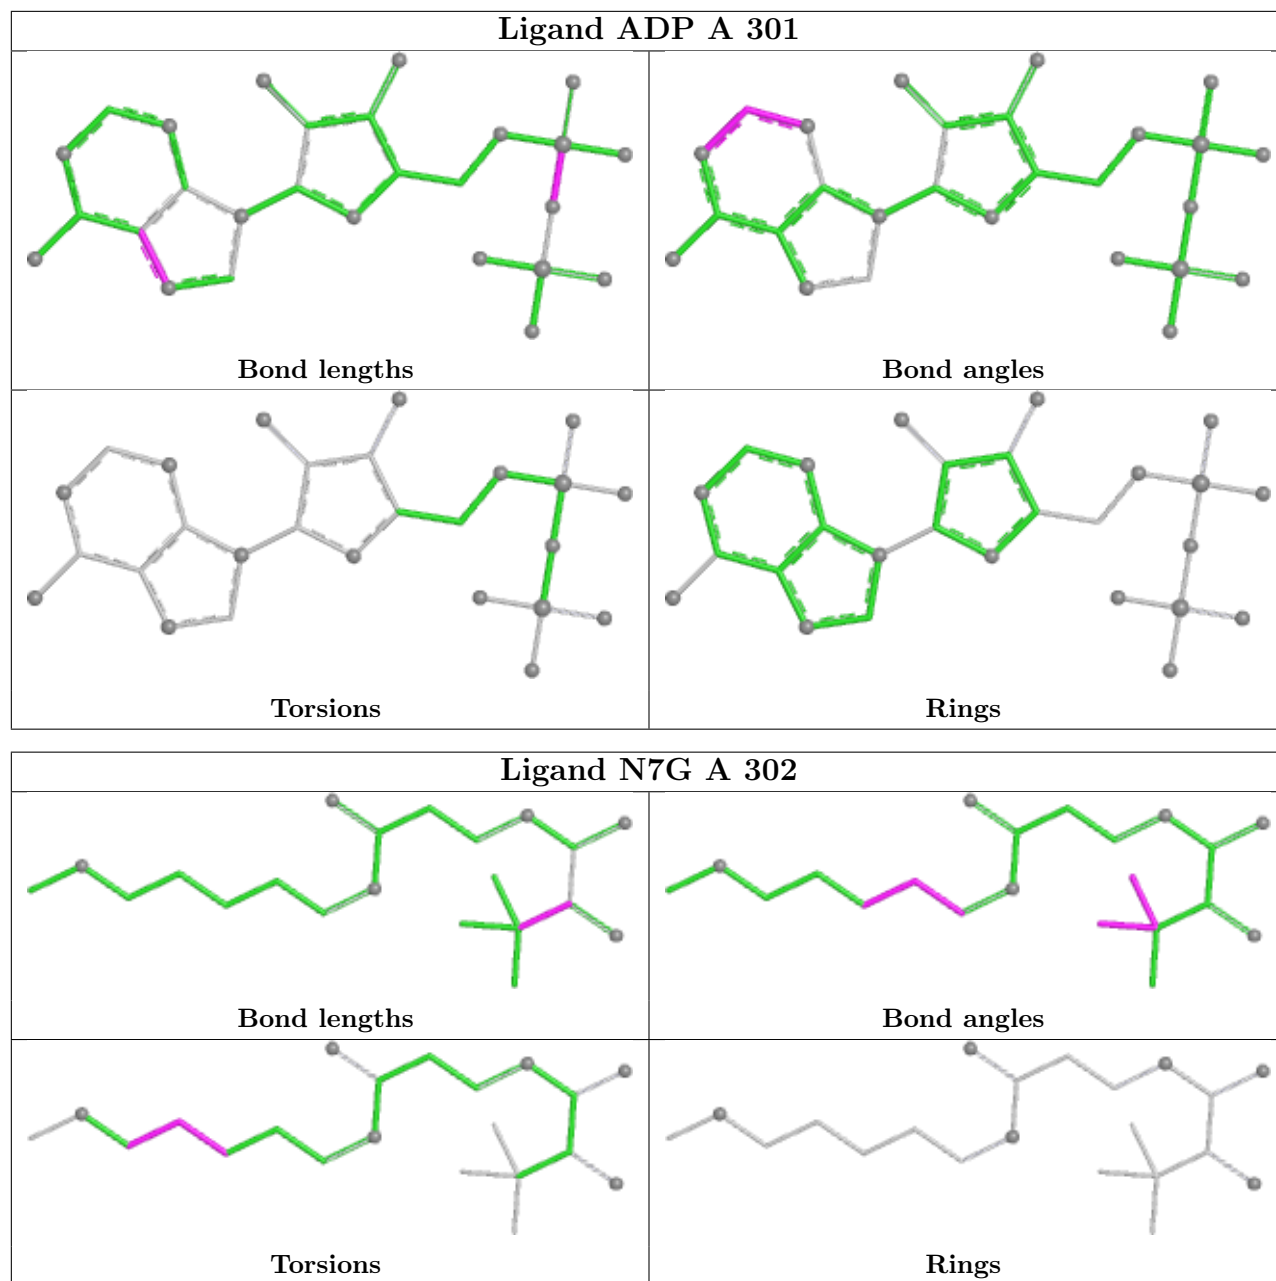 Ligand ADP A 301
Bond lengths
Bond angles
Torsions
Rings
Ligand N7G A 302
Bond lengths
Bond angles
Torsions
Rings